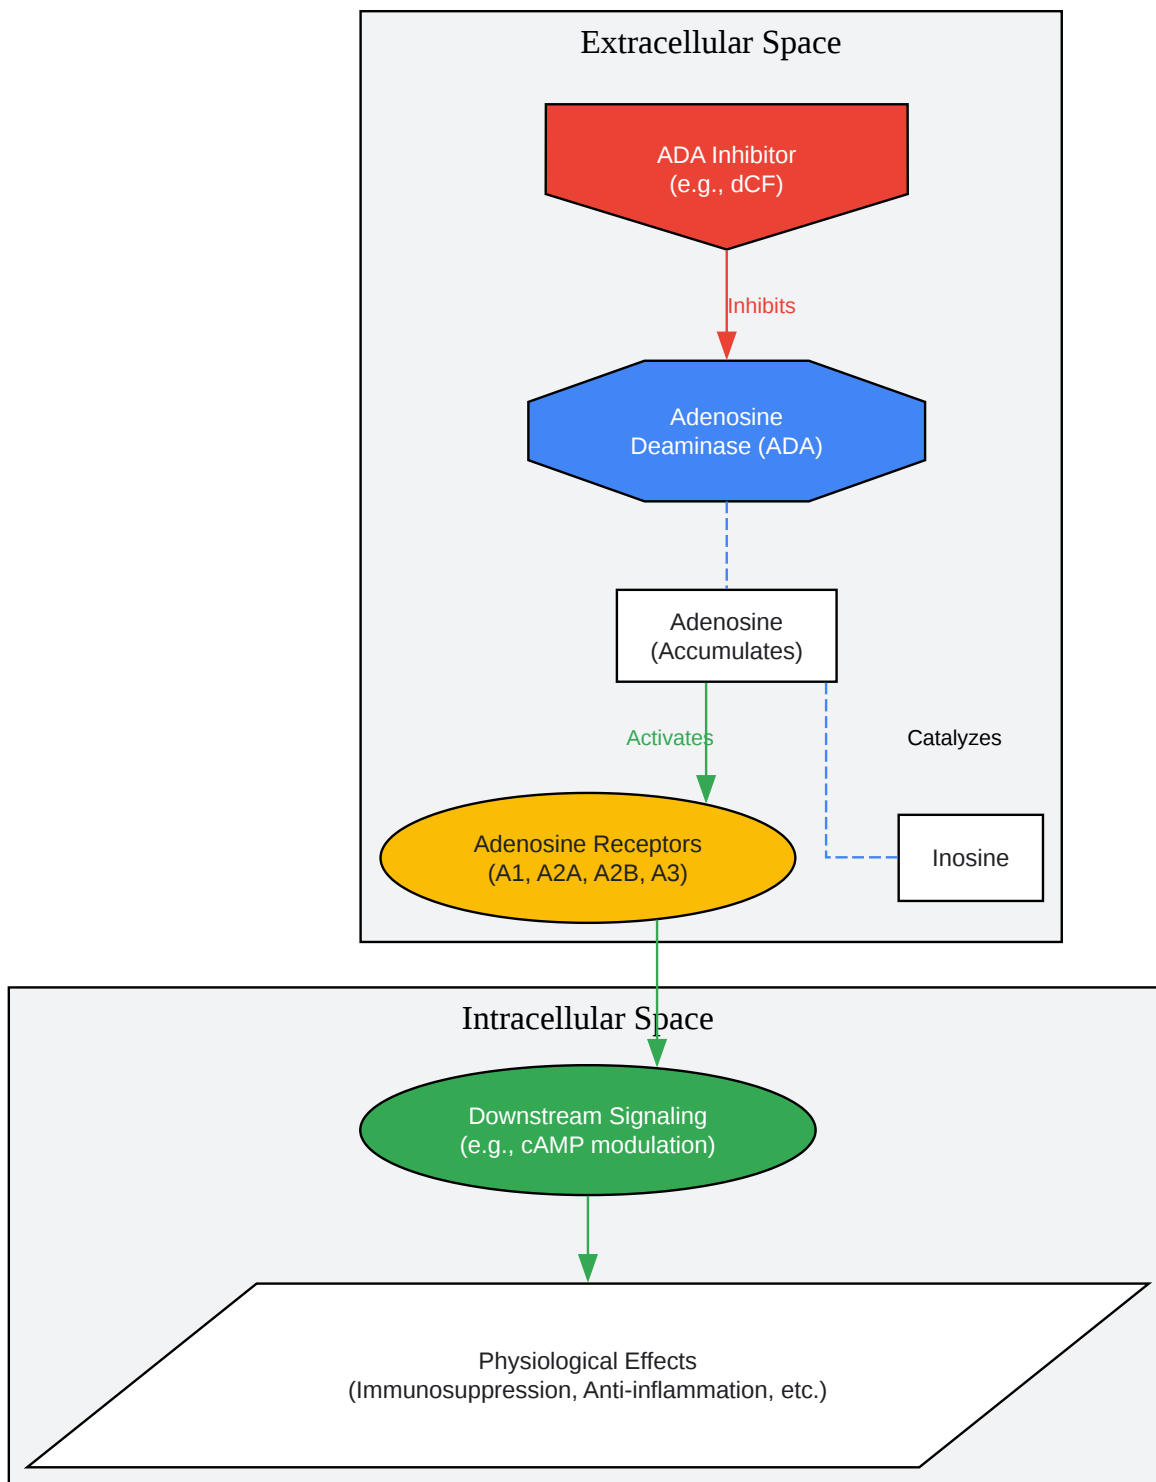 Extracellular Space
ADA Inhibitor
(e.g., dCF)
Inhibits
Adenosine
Deaminase (ADA)
Adenosine
(Accumulates)
Activates
Catalyzes
Adenosine Receptors
(A1, A2A, A2B, A3)
Inosine
Intracellular Space
Downstream Signaling
(e.g., cAMP modulation)
Physiological Effects
(Immunosuppression, Anti-inflammation, etc.)